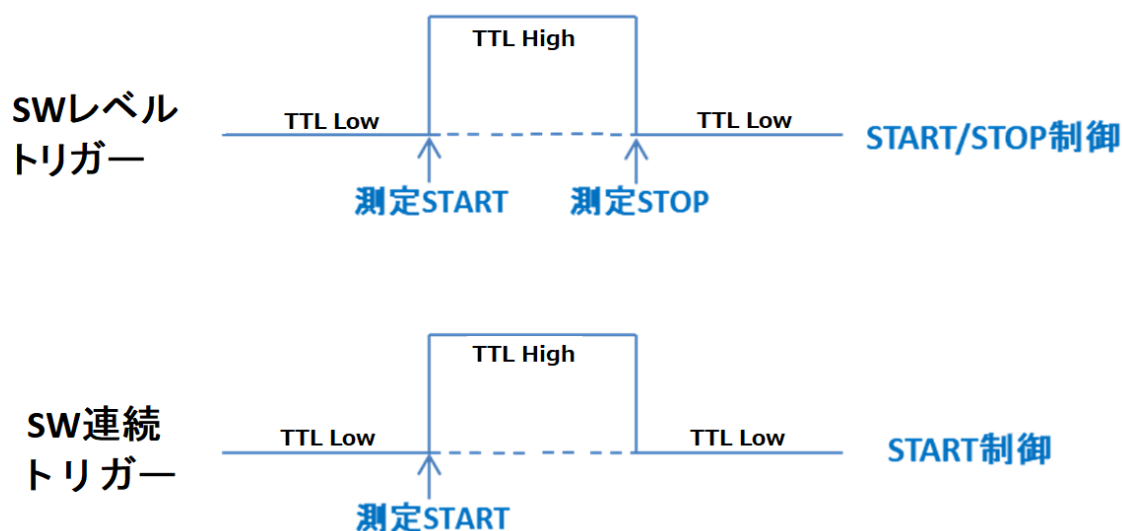 TTL High
SWレベル
トリガー
TTL Low
TTL Low
START/STOP制御
測定START
測定STOP
TTL High
SW連続
トリガー
TTL Low
TTL Low
START制御
測定START